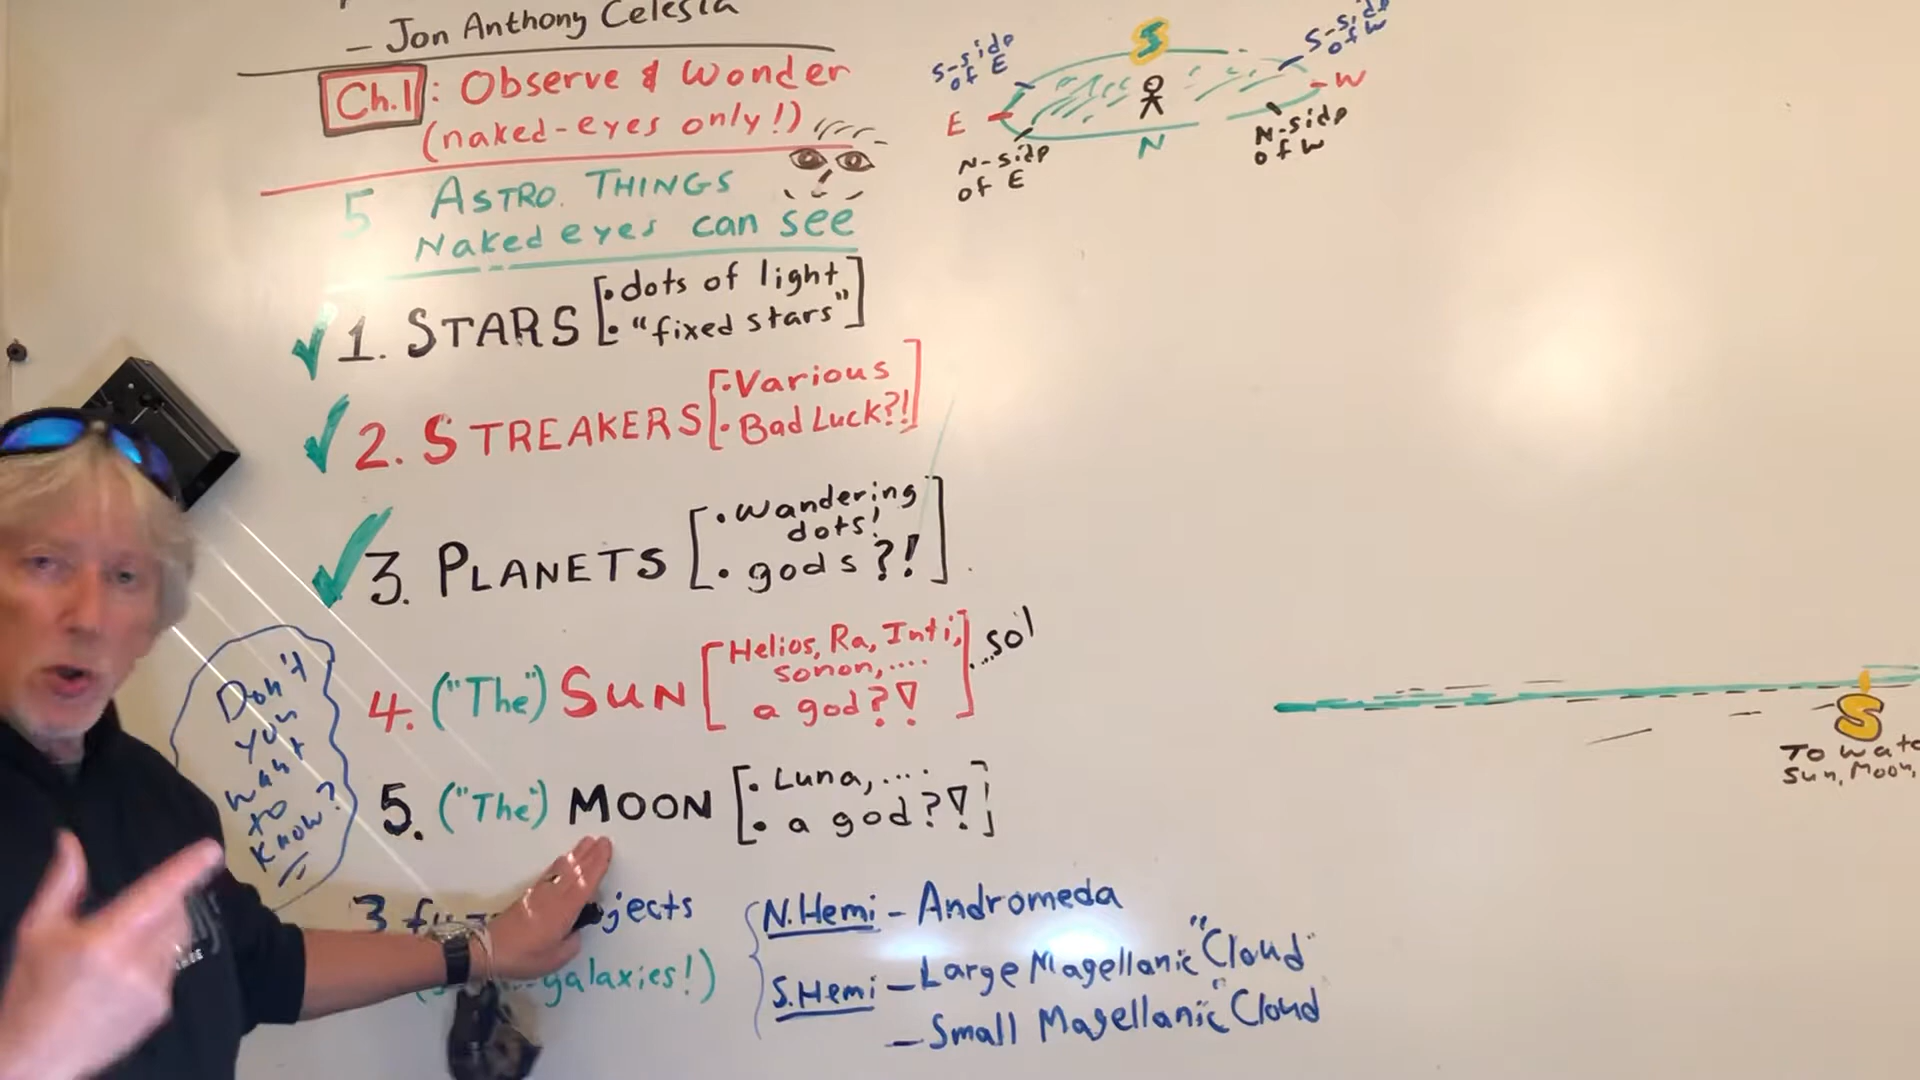 – Jon Anthony Celesta
Ch.1: Observe & Wonder
(naked-eyes only!)
5 ASTRO. THINGS
Naked eyes can see
✓ 1. STARS [• dots of light
• "fixed stars"]
✓ 2. STREAKERS [• Various
• Bad Luck?!]
✓ 3. PLANETS [• Wandering
dots!
• gods?!]
4. ("The") SUN [Helios, Ra, Inti,
sonon, ....
a god?!] ...sol
5. ("The") MOON [• Luna, ....
• a god?!]
Don't
you
want
to
know?
3
galaxies!)
N.Hemi – Andromeda
S.Hemi – Large Magellanic "Cloud"
– Small Magellanic "Cloud
S-side
of E
S
S-side
of W
E
W
N-side
of E
N
N-side
of W
S
To
Sun, Moon,